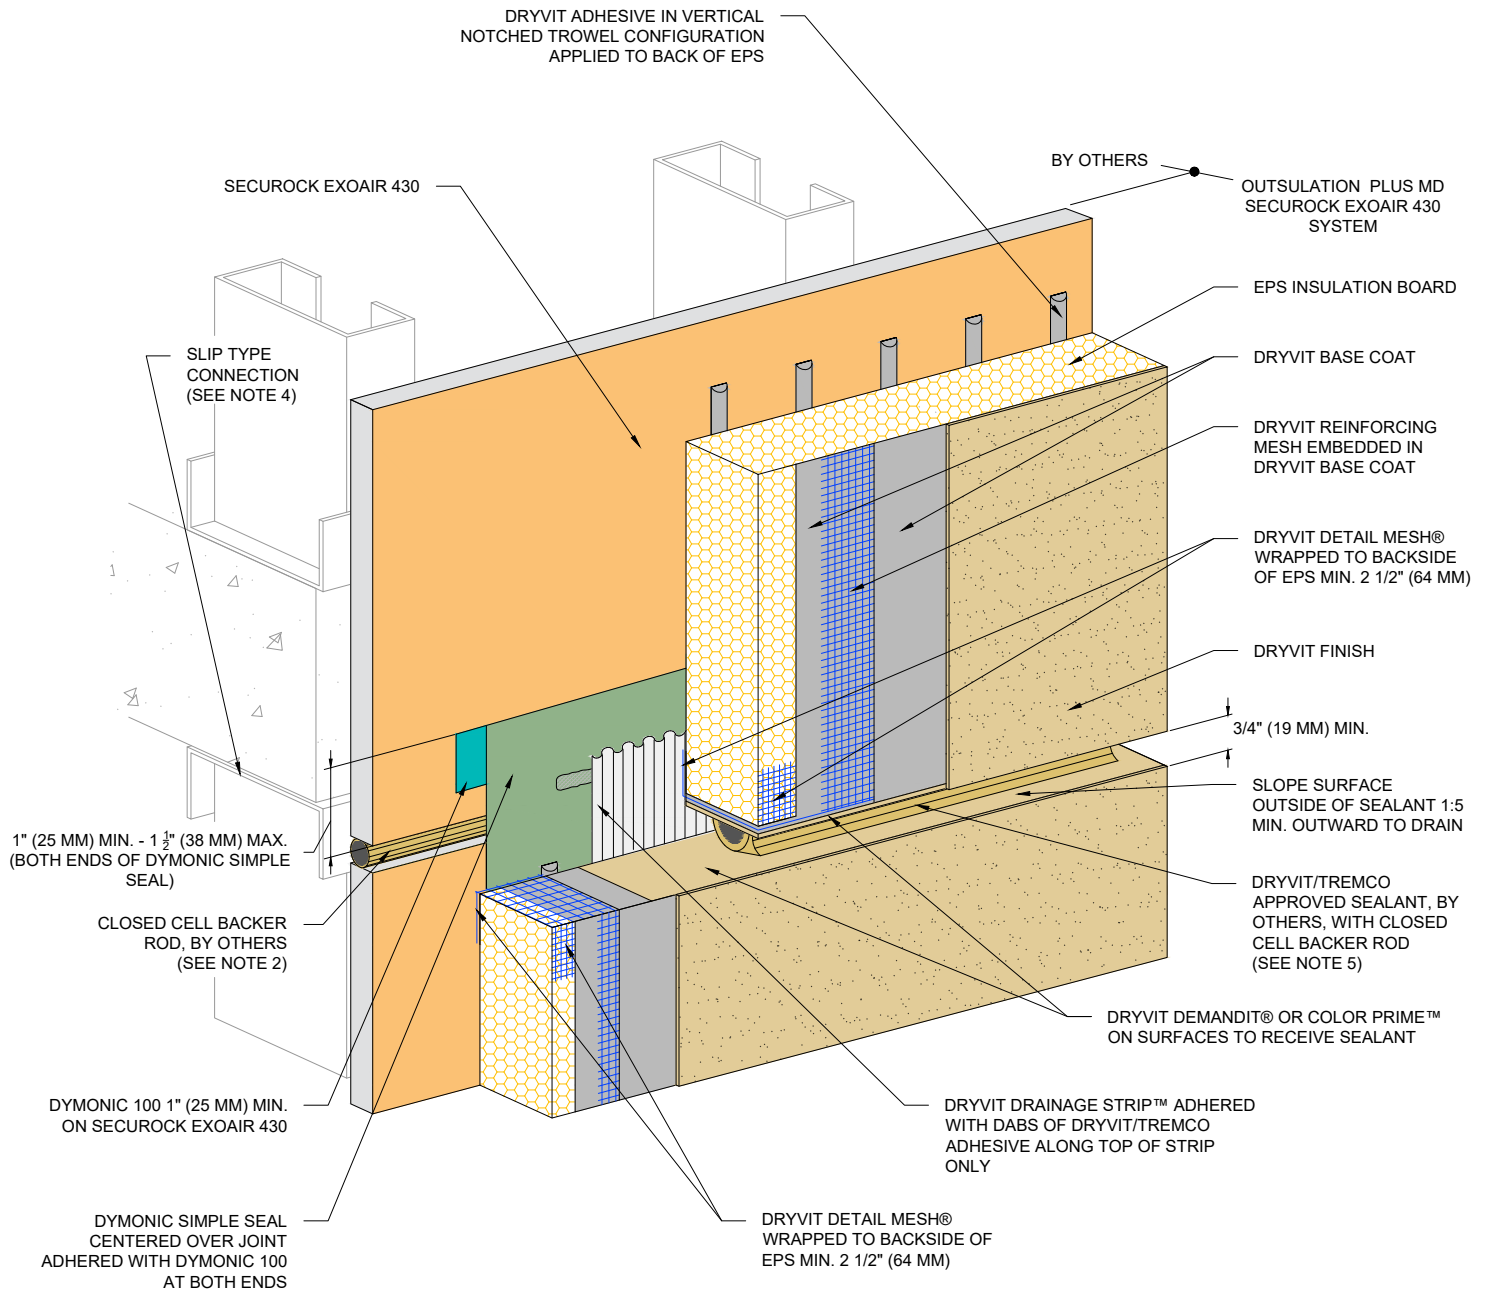 DRYVIT ADHESIVE IN VERTICAL
NOTCHED TROWEL CONFIGURATION
APPLIED TO BACK OF EPS
SECUROCK EXOAIR 430
BY OTHERS
OUTSULATION PLUS MD
SECUROCK EXOAIR 430
SYSTEM
EPS INSULATION BOARD
DRYVIT BASE COAT
SLIP TYPE
CONNECTION
(SEE NOTE 4)
DRYVIT REINFORCING
MESH EMBEDDED IN
DRYVIT BASE COAT
DRYVIT DETAIL MESH®
WRAPPED TO BACKSIDE
OF EPS MIN. 2 1/2" (64 MM)
DRYVIT FINISH
3/4" (19 MM) MIN.
SLOPE SURFACE
OUTSIDE OF SEALANT 1:5
MIN. OUTWARD TO DRAIN
1" (25 MM) MIN. - 1 1/2" (38 MM) MAX.
(BOTH ENDS OF DYMONIC SIMPLE
SEAL)
DRYVIT/TREMCO
APPROVED SEALANT, BY
OTHERS, WITH CLOSED
CELL BACKER ROD
(SEE NOTE 5)
CLOSED CELL BACKER
ROD, BY OTHERS
(SEE NOTE 2)
DRYVIT DEMANDIT® OR COLOR PRIME™
ON SURFACES TO RECEIVE SEALANT
DYMONIC 100 1" (25 MM) MIN.
ON SECUROCK EXOAIR 430
DRYVIT DRAINAGE STRIP™ ADHERED
WITH DABS OF DRYVIT/TREMCO
ADHESIVE ALONG TOP OF STRIP
ONLY
DYMONIC SIMPLE SEAL
CENTERED OVER JOINT
ADHERED WITH DYMONIC 100
AT BOTH ENDS
DRYVIT DETAIL MESH®
WRAPPED TO BACKSIDE OF
EPS MIN. 2 1/2" (64 MM)